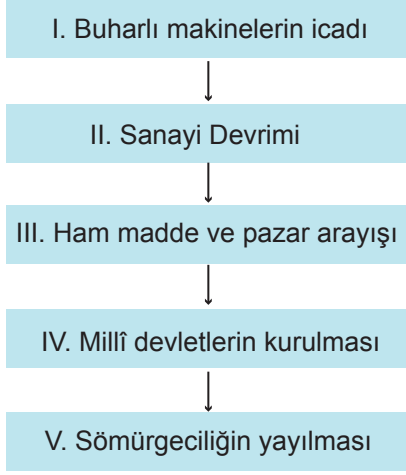 I. Buharlı makinelerin icadı
II. Sanayi Devrimi
III. Ham madde ve pazar arayışı
IV. Millî devletlerin kurulması
V. Sömürgeciliğin yayılması